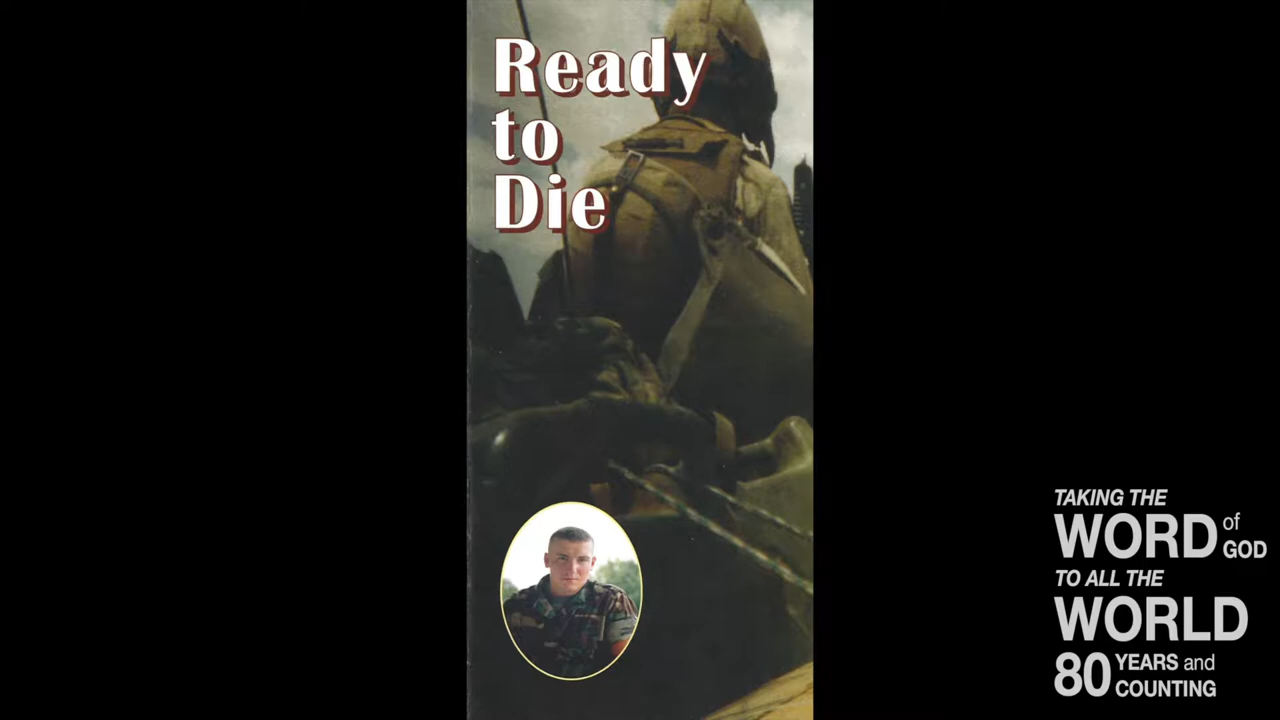 Ready
to
Die
TAKING THE
WORD of GOD
TO ALL THE
WORLD
80 YEARS and
COUNTING